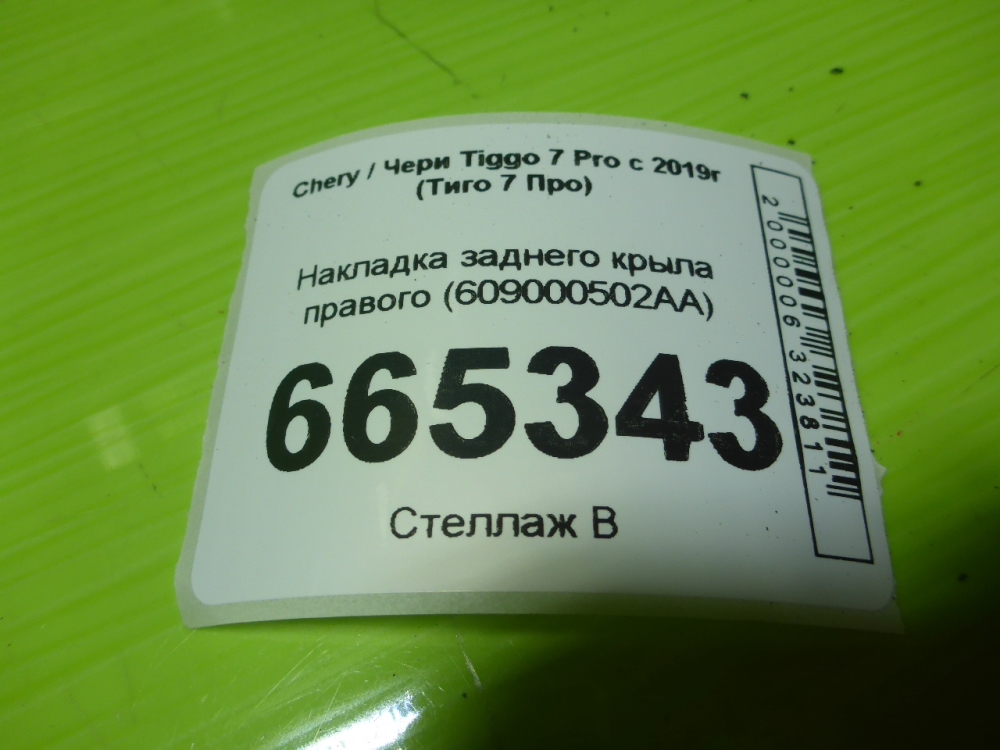 Chery / Чери Tiggo 7 Pro с 2019г
(Тиго 7 Про)
Накладка заднего крыла
правого (609000502AA)
665343
Стеллаж В
2000006323811